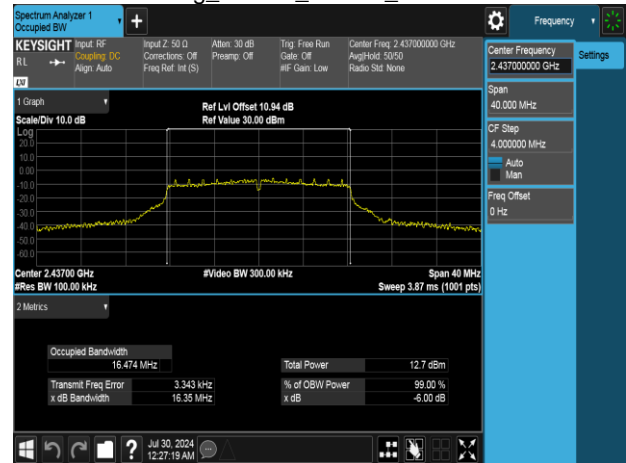 Spectrum Analyzer 1
Occupied BW
Frequency
KEYSIGHT
Input: RF
Input Z: 50 Ω
Atten: 30 dB
Trig: Free Run
Center Freq: 2.437000000 GHz
RL
Coupling: DC
Corrections: Off
Preamp: Off
Gate: Off
Avg|Hold: 50/50
Align: Auto
Freq Ref: Int (S)
#IF Gain: Low
Radio Std: None
LXI
Center Frequency
2.437000000 GHz
Settings
Span
40.000 MHz
CF Step
4.000000 MHz
Auto
Man
Freq Offset
0 Hz
1 Graph
Ref Lvl Offset 10.94 dB
Scale/Div 10.0 dB
Ref Value 30.00 dBm
Log
20.0
10.0
0.00
-10.0
-20.0
-30.0
-40.0
-50.0
-60.0
Center 2.43700 GHz
#Video BW 300.00 kHz
Span 40 MHz
#Res BW 100.00 kHz
Sweep 3.87 ms (1001 pts)
2 Metrics
Occupied Bandwidth
16.474 MHz
Total Power
12.7 dBm
Transmit Freq Error
3.343 kHz
% of OBW Power
99.00 %
x dB Bandwidth
16.35 MHz
x dB
-6.00 dB
?
Jul 30, 2024
12:27:19 AM